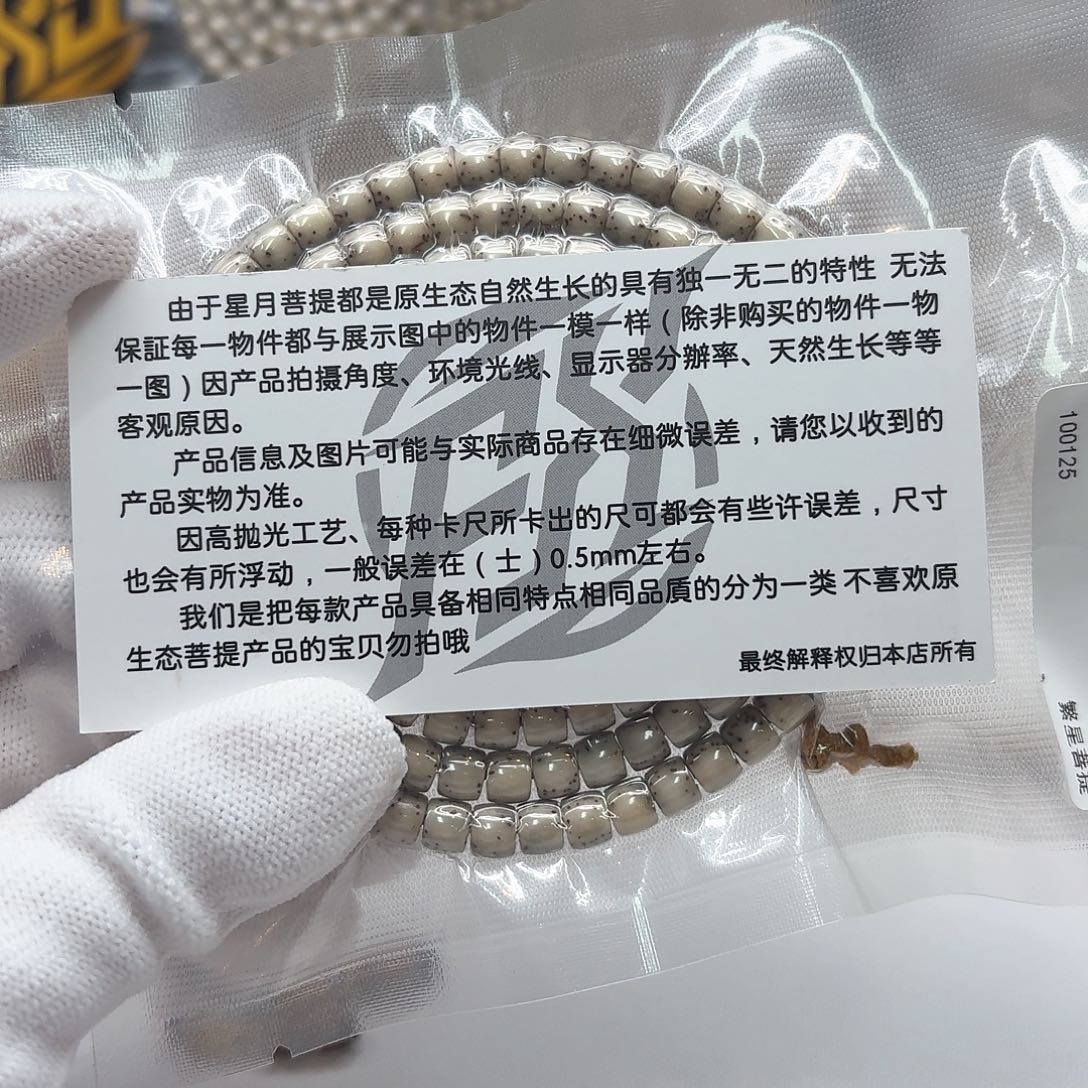 由于星月菩提都是原生态自然生长的具有独一无二的特性 无法
保証每一物件都与展示图中的物件一模一样（除非购买的物件一物
一图）因产品拍摄角度、环境光线、显示器分辦率、天然生长等等
客观原因。
产品信息及图片可能与实际商品存在细微误差，请您以收到的
产品实物为准。
因高抛光工艺、每种卡尺所卡出的尺可都会有些许误差，尺寸
也会有所浮动，一般误差在（士）0.5mm左右。
我们是把每款产品具备相同特点相同品質的分为一类 不喜欢原
生态菩提产品的宝贝勿拍哦
最终解释权归本店所有
100125
繁星菩提